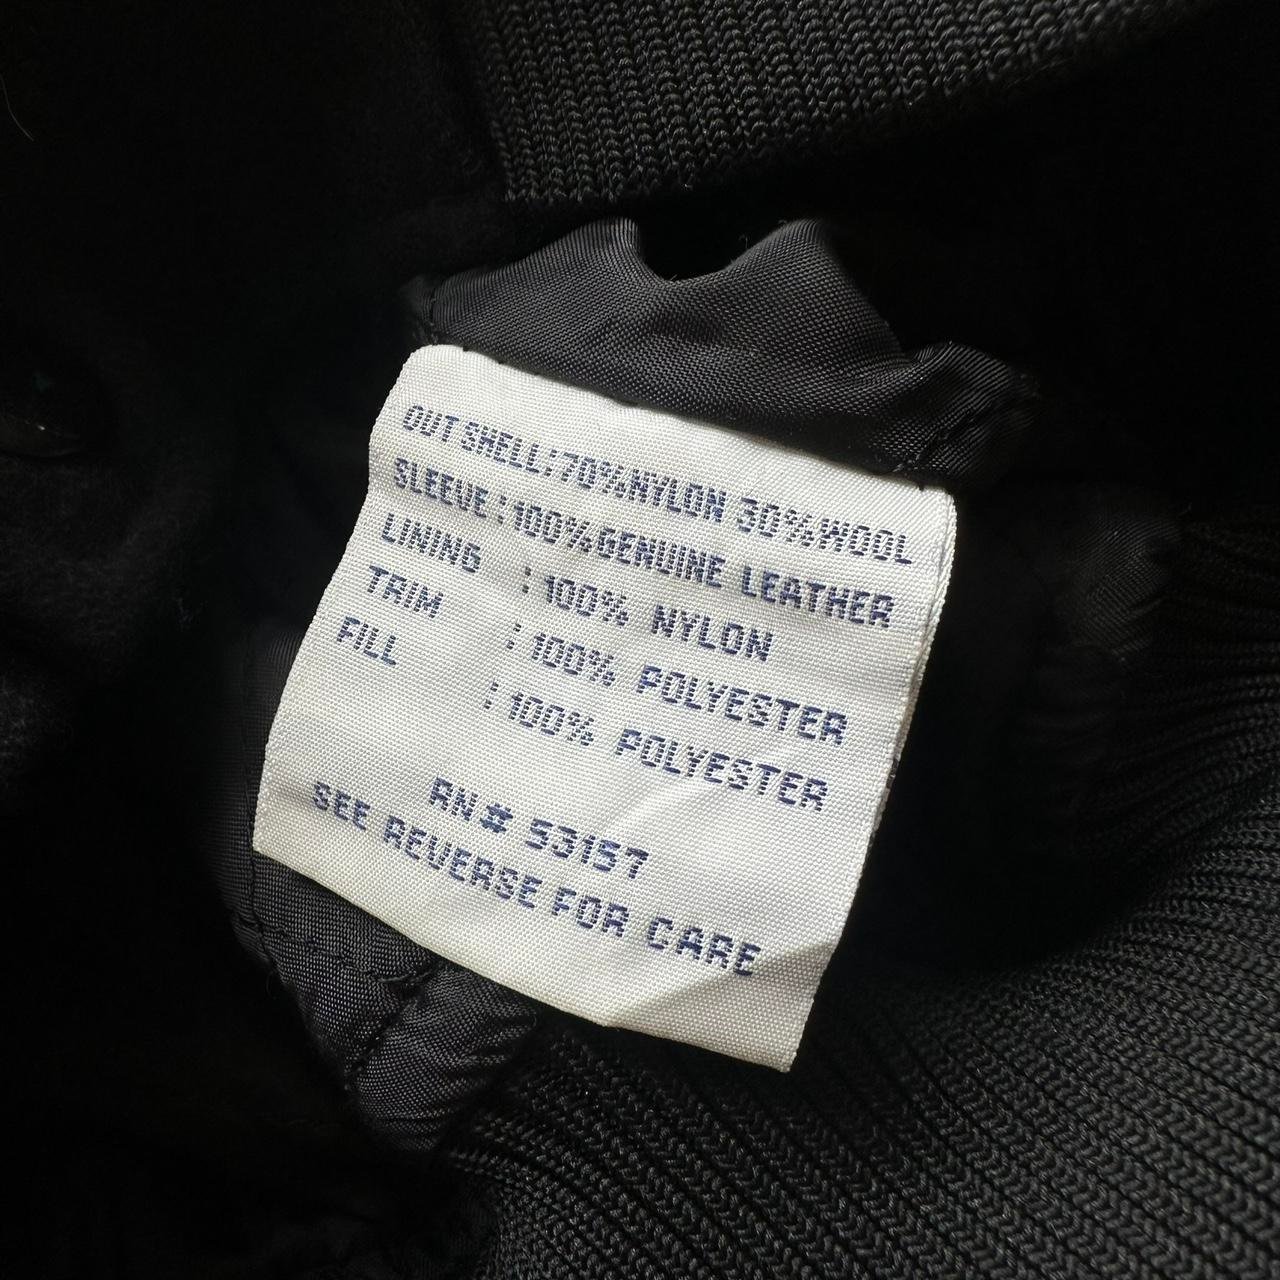 OUT SHELL:70%NYLON 30%WOOL
SLEEVE :100%GENUINE LEATHER
LINING : 100% NYLON
TRIM : 100% POLYESTER
FILL : 100% POLYESTER
RN# 53157
SEE REVERSE FOR CARE